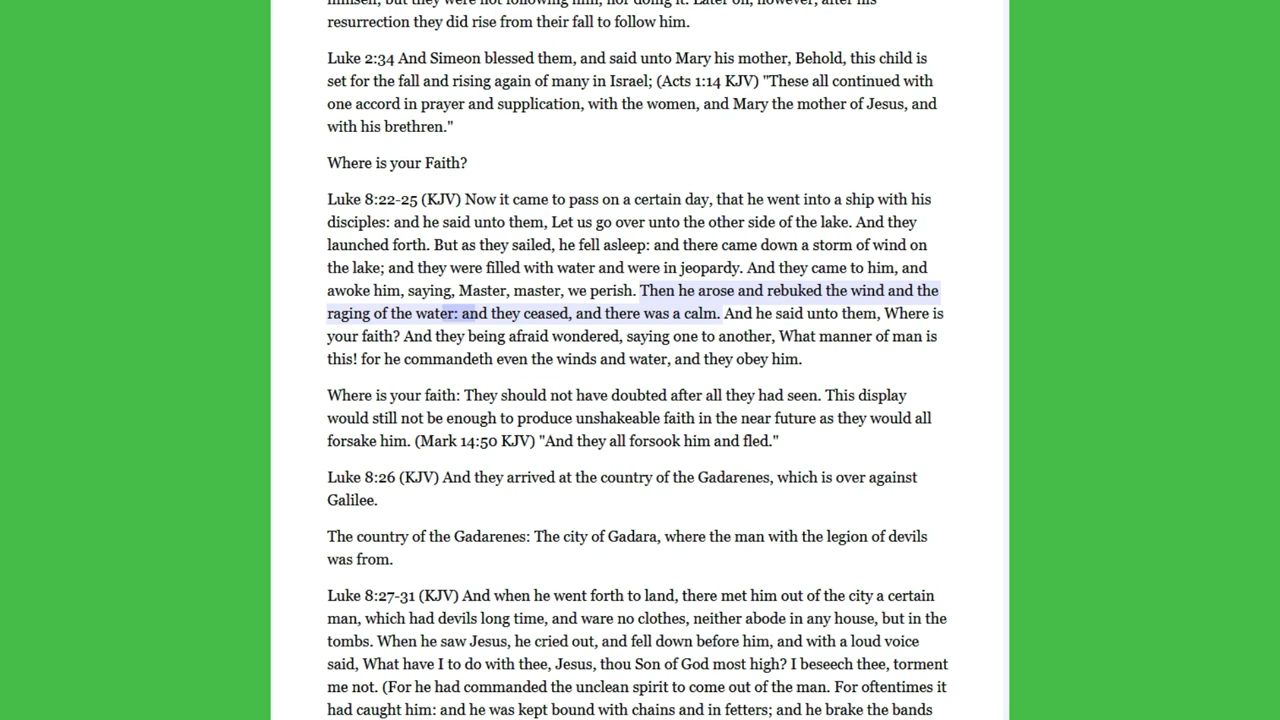 himself, but they were not following him, nor doing it. Later on, however, after his
resurrection they did rise from their fall to follow him.
Luke 2:34 And Simeon blessed them, and said unto Mary his mother, Behold, this child is
set for the fall and rising again of many in Israel; (Acts 1:14 KJV) "These all continued with
one accord in prayer and supplication, with the women, and Mary the mother of Jesus, and
with his brethren."
Where is your Faith?
Luke 8:22-25 (KJV) Now it came to pass on a certain day, that he went into a ship with his
disciples: and he said unto them, Let us go over unto the other side of the lake. And they
launched forth. But as they sailed, he fell asleep: and there came down a storm of wind on
the lake; and they were filled with water and were in jeopardy. And they came to him, and
awoke him, saying, Master, master, we perish. Then he arose and rebuked the wind and the
raging of the water: and they ceased, and there was a calm. And he said unto them, Where is
your faith? And they being afraid wondered, saying one to another, What manner of man is
this! for he commandeth even the winds and water, and they obey him.
Where is your faith: They should not have doubted after all they had seen. This display
would still not be enough to produce unshakeable faith in the near future as they would all
forsake him. (Mark 14:50 KJV) "And they all forsook him and fled."
Luke 8:26 (KJV) And they arrived at the country of the Gadarenes, which is over against
Galilee.
The country of the Gadarenes: The city of Gadara, where the man with the legion of devils
was from.
Luke 8:27-31 (KJV) And when he went forth to land, there met him out of the city a certain
man, which had devils long time, and ware no clothes, neither abode in any house, but in the
tombs. When he saw Jesus, he cried out, and fell down before him, and with a loud voice
said, What have I to do with thee, Jesus, thou Son of God most high? I beseech thee, torment
me not. (For he had commanded the unclean spirit to come out of the man. For oftentimes it
had caught him: and he was kept bound with chains and in fetters; and he brake the bands